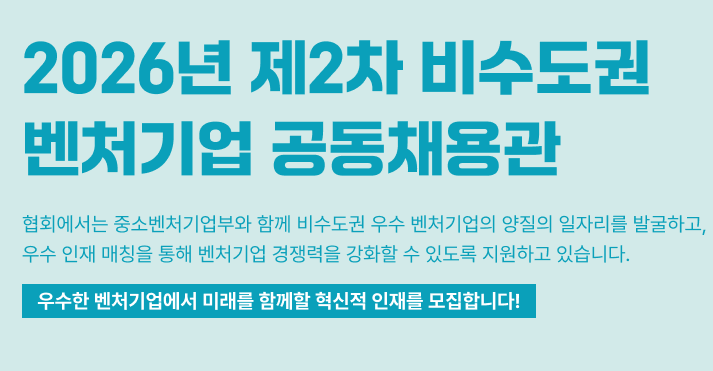 2026년 제2차 비수도권
벤처기업 공동채용관
협회에서는 중소벤처기업부와 함께 비수도권 우수 벤처기업의 양질의 일자리를 발굴하고,
우수 인재 매칭을 통해 벤처기업 경쟁력을 강화할 수 있도록 지원하고 있습니다.
우수한 벤처기업에서 미래를 함께할 혁신적 인재를 모집합니다!